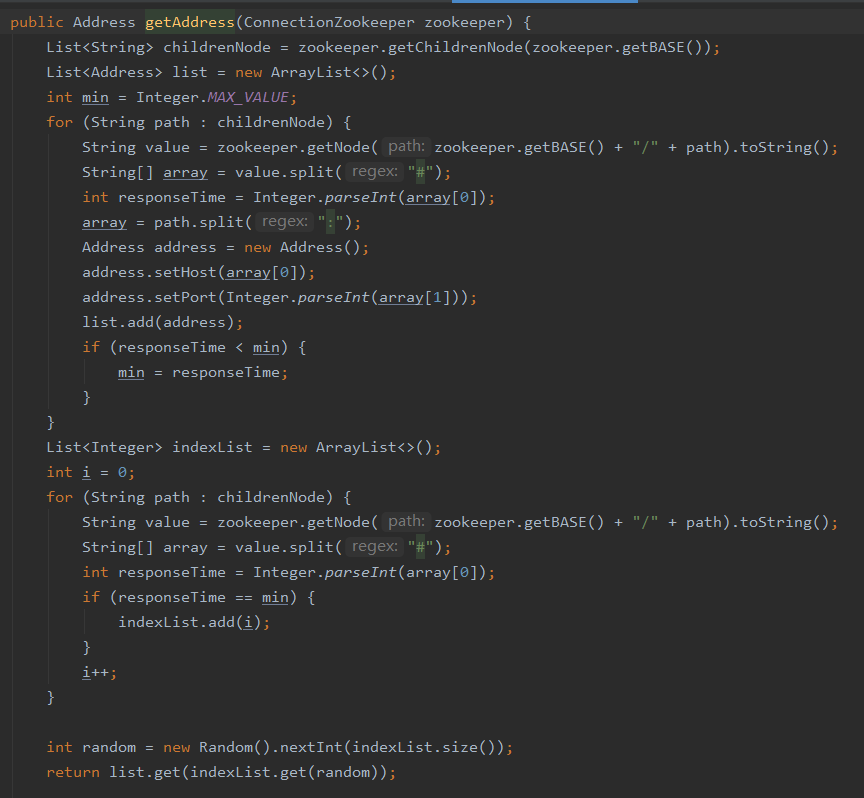 public Address getAddress(ConnectionZookeeper zookeeper) {
    List<String> childrenNode = zookeeper.getChildrenNode(zookeeper.getBASE());
    List<Address> list = new ArrayList<>();
    int min = Integer.MAX_VALUE;
    for (String path : childrenNode) {
        String value = zookeeper.getNode( path: zookeeper.getBASE() + "/" + path).toString();
        String[] array = value.split( regex: "#");
        int responseTime = Integer.parseInt(array[0]);
        array = path.split( regex: ":");
        Address address = new Address();
        address.setHost(array[0]);
        address.setPort(Integer.parseInt(array[1]));
        list.add(address);
        if (responseTime < min) {
            min = responseTime;
        }
    }
    List<Integer> indexList = new ArrayList<>();
    int i = 0;
    for (String path : childrenNode) {
        String value = zookeeper.getNode( path: zookeeper.getBASE() + "/" + path).toString();
        String[] array = value.split( regex: "#");
        int responseTime = Integer.parseInt(array[0]);
        if (responseTime == min) {
            indexList.add(i);
        }
        i++;
    }
    int random = new Random().nextInt(indexList.size());
    return list.get(indexList.get(random));